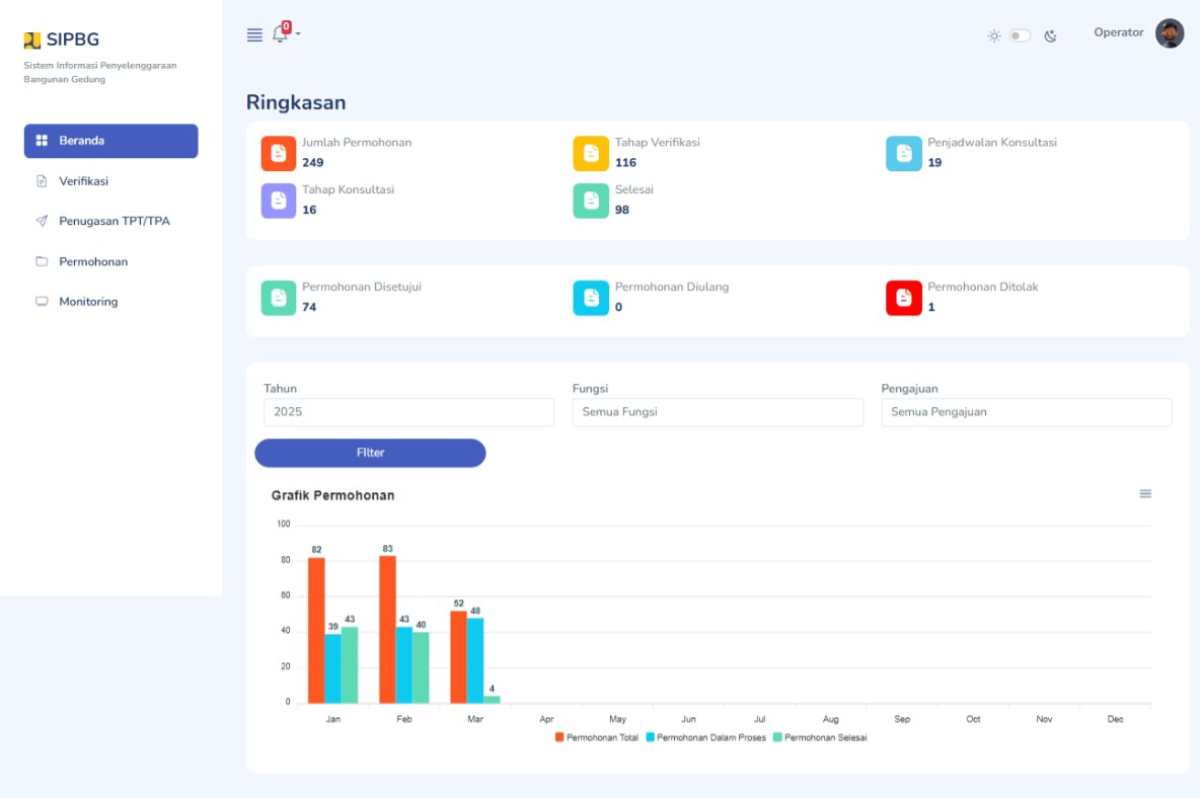 SIPBG
Sistem Informasi Penyelenggaraan
Bangunan Gedung
Beranda
Verifikasi
Penugasan TPT/TPA
Permohonan
Monitoring
0
Operator
Ringkasan
Jumlah Permohonan
249
Tahap Verifikasi
116
Penjadwalan Konsultasi
19
Tahap Konsultasi
16
Selesai
98
Permohonan Disetujui
74
Permohonan Diulang
0
Permohonan Ditolak
1
Tahun
2025
Fungsi
Semua Fungsi
Pengajuan
Semua Pengajuan
FIlter
Grafik Permohonan
100
80
60
40
20
0
82
39
43
83
43
40
52
48
4
Jan Feb Mar Apr May Jun Jul Aug Sep Oct Nov Dec
Permohonan Total Permohonan Dalam Proses Permohonan Selesai